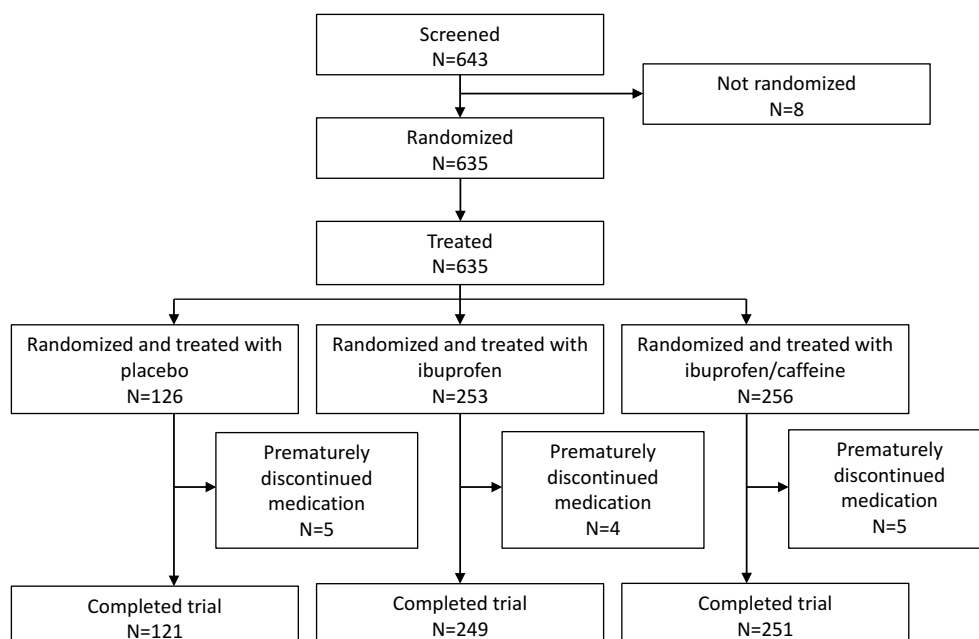 Screened
N=643
Not randomized
N=8
Randomized
N=635
Treated
N=635
Randomized and treated with
placebo
N=126
Randomized and treated with
ibuprofen
N=253
Randomized and treated with
ibuprofen/caffeine
N=256
Prematurely
discontinued
medication
N=5
Prematurely
discontinued
medication
N=4
Prematurely
discontinued
medication
N=5
Completed trial
N=121
Completed trial
N=249
Completed trial
N=251